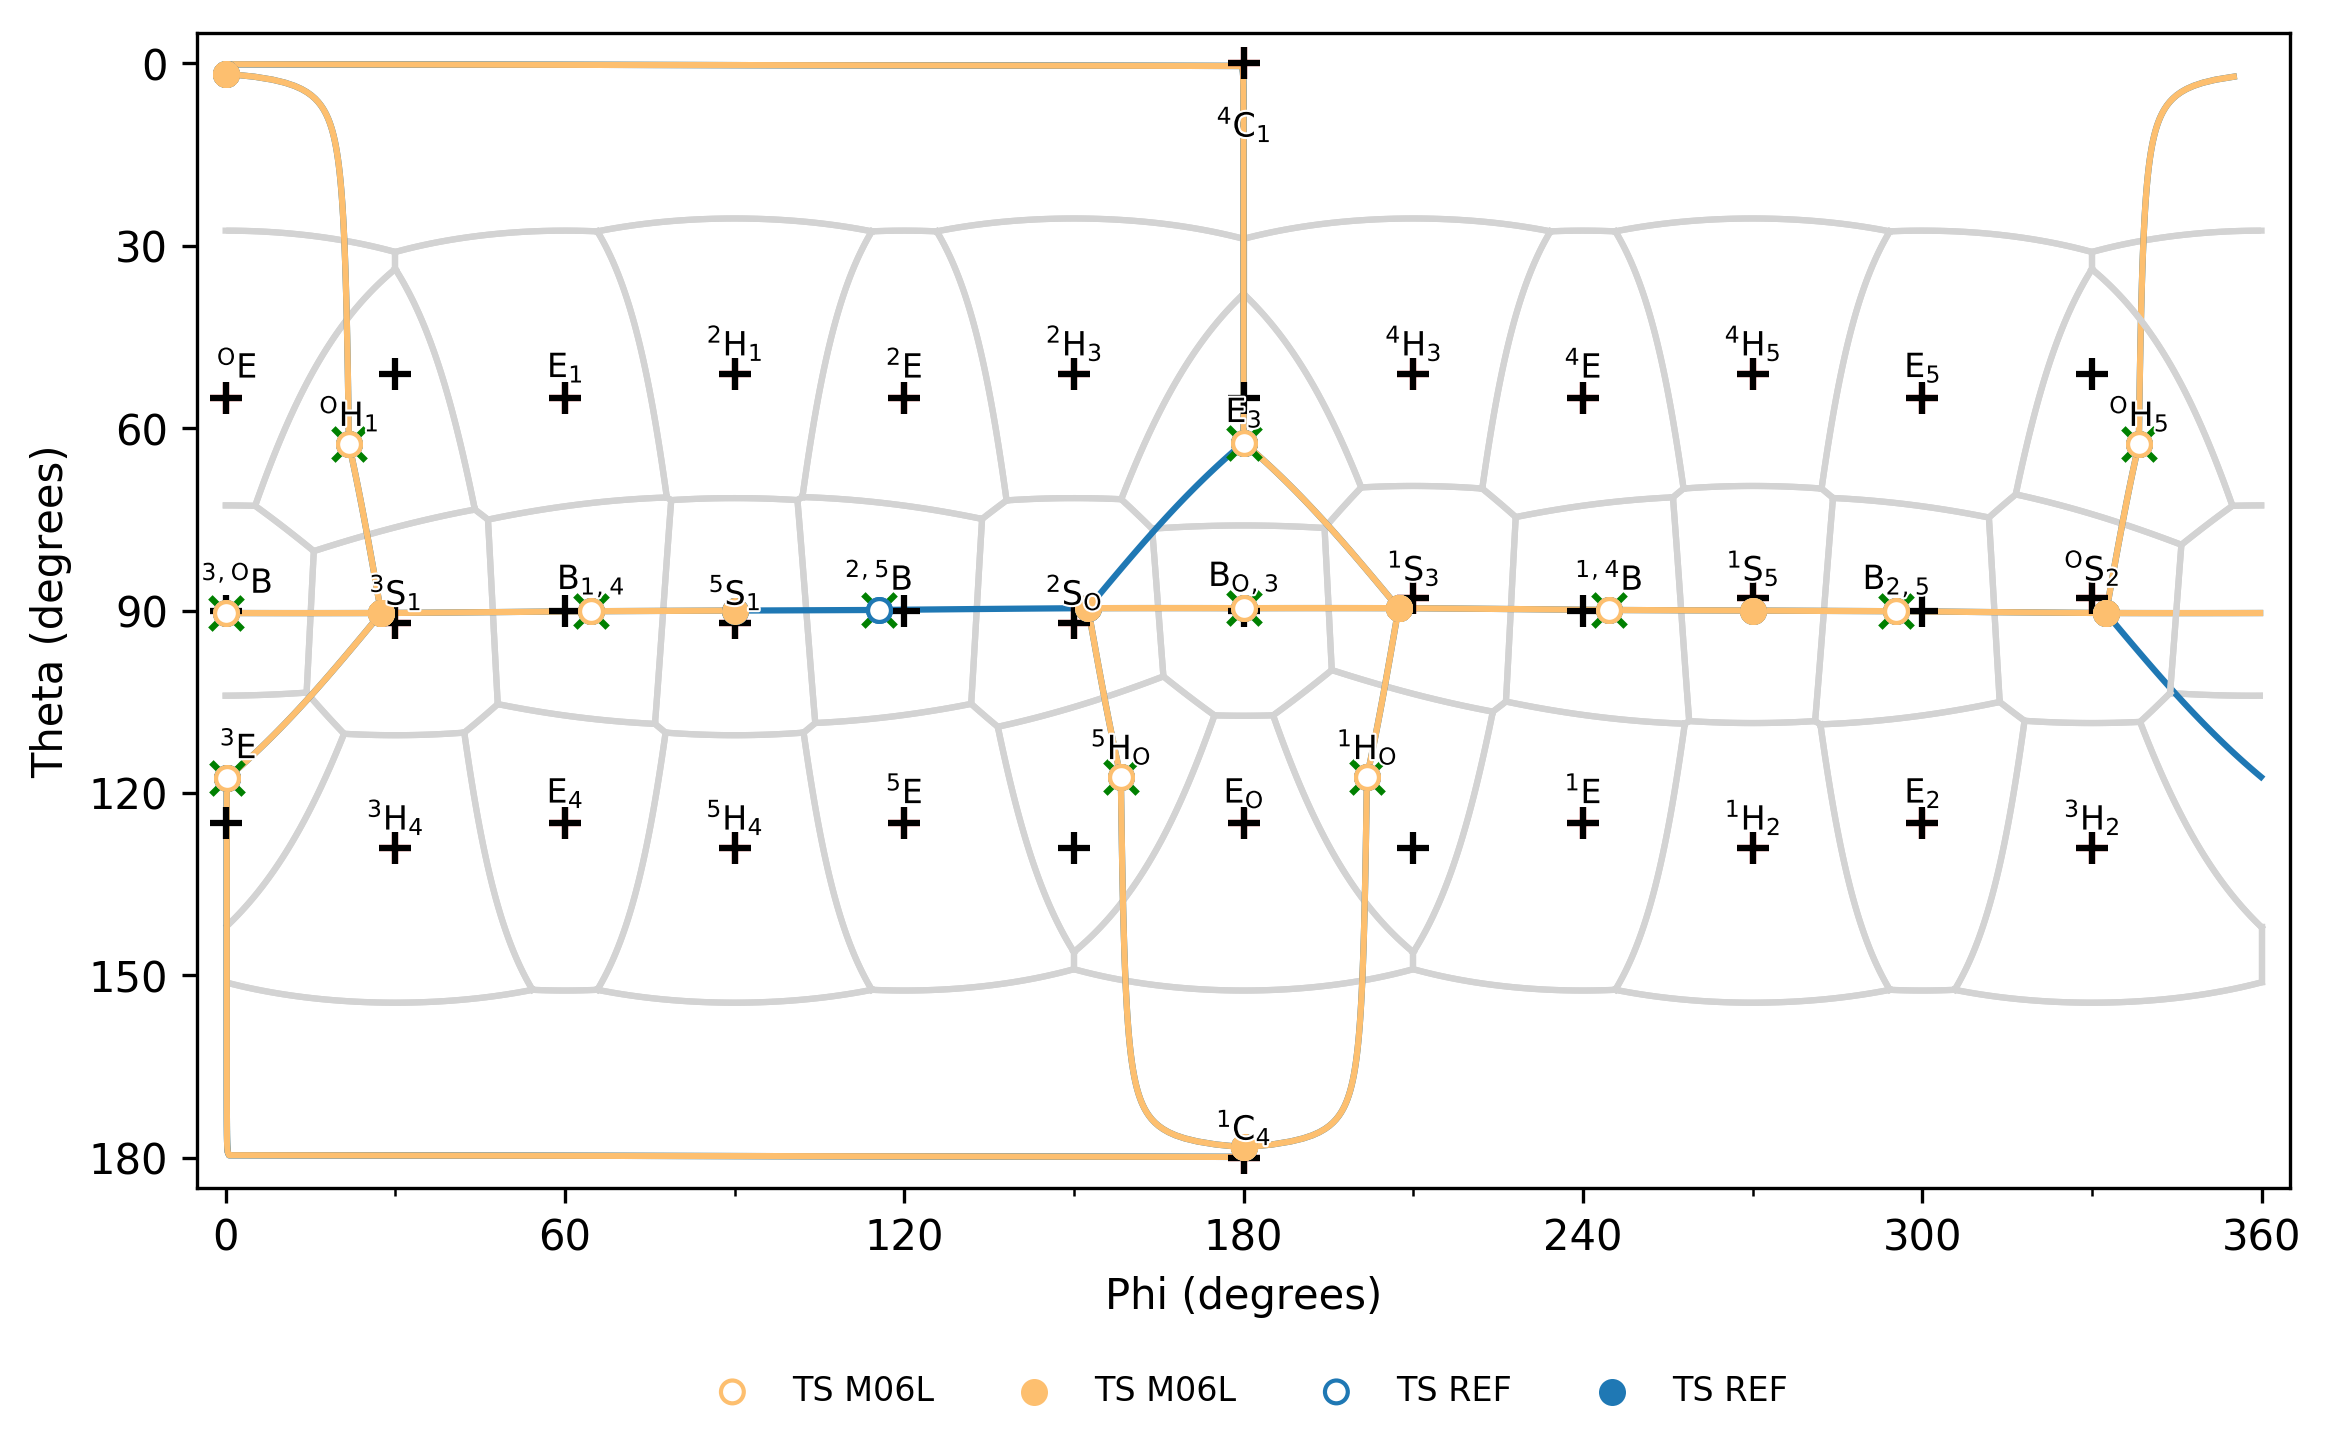 0
⁴C₁
30
²H₁ ²H₃ ⁴H₃ ⁴H₅
ᴼE E₁ ²E ⁴E E₅
ᴼH₁ E₃ ᴼH₅
60
³,ᴼB ³S₁ B₁,₄ ⁵S₁ ²,⁵B ²Sₒ Bₒ,₃ ¹S₃ ¹,⁴B ¹S₅ B₂,₅ ᴼS₂
90
³E ⁵Hₒ ¹Hₒ
120
E₄ ⁵E Eₒ ¹E E₂
³H₄ ⁵H₄ ¹H₂ ³H₂
150
¹C₄
180
Theta (degrees)
0 60 120 180 240 300 360
Phi (degrees)
TS M06L TS M06L TS REF TS REF